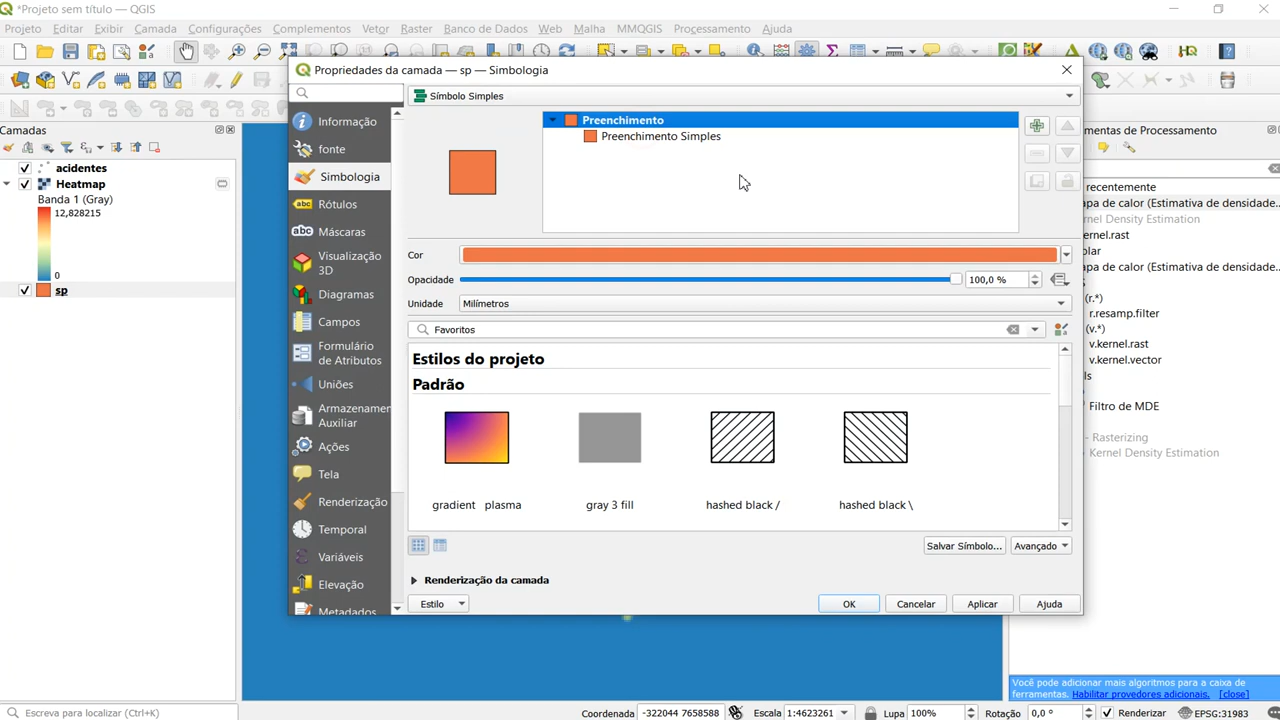 *Projeto sem título — QGIS
Projeto Editar Exibir Camada Configurações Complementos Vetor Raster Banco de Dados Web Malha MMQGIS Processamento Ajuda
Propriedades da camada — sp — Simbologia
Camadas
acidentes
Heatmap
Banda 1 (Gray)
12,828215
0
sp
Informação
fonte
Simbologia
Rótulos
Máscaras
Visualização
3D
Diagramas
Campos
Formulário
de Atributos
Uniões
Armazenamen
Auxiliar
Ações
Tela
Renderização
Temporal
Variáveis
Elevação
Metadados
Símbolo Simples
Preenchimento
Preenchimento Simples
Cor
Opacidade 100,0 %
Unidade Milímetros
Favoritos
Estilos do projeto
Padrão
gradient plasma
gray 3 fill
hashed black /
hashed black \
Salvar Símbolo... Avançado
Renderização da camada
Estilo OK Cancelar Aplicar Ajuda
mentas de Processamento
recentemente
apa de calor (Estimativa de densidade...
rnel Density Estimation
ernel.rast
olar
apa de calor (Estimativa de densidade...
(r.*)
r.resamp.filter
(v.*)
v.kernel.rast
v.kernel.vector
ls
Filtro de MDE
- Rasterizing
Kernel Density Estimation
Você pode adicionar mais algoritmos para a caixa de
ferramentas. Habilitar provedores adicionais. [close]
Escreva para localizar (Ctrl+K) Coordenada -322044 7658588 Escala 1:4623261 Lupa 100% Rotação 0,0 ° Renderizar EPSG:31983